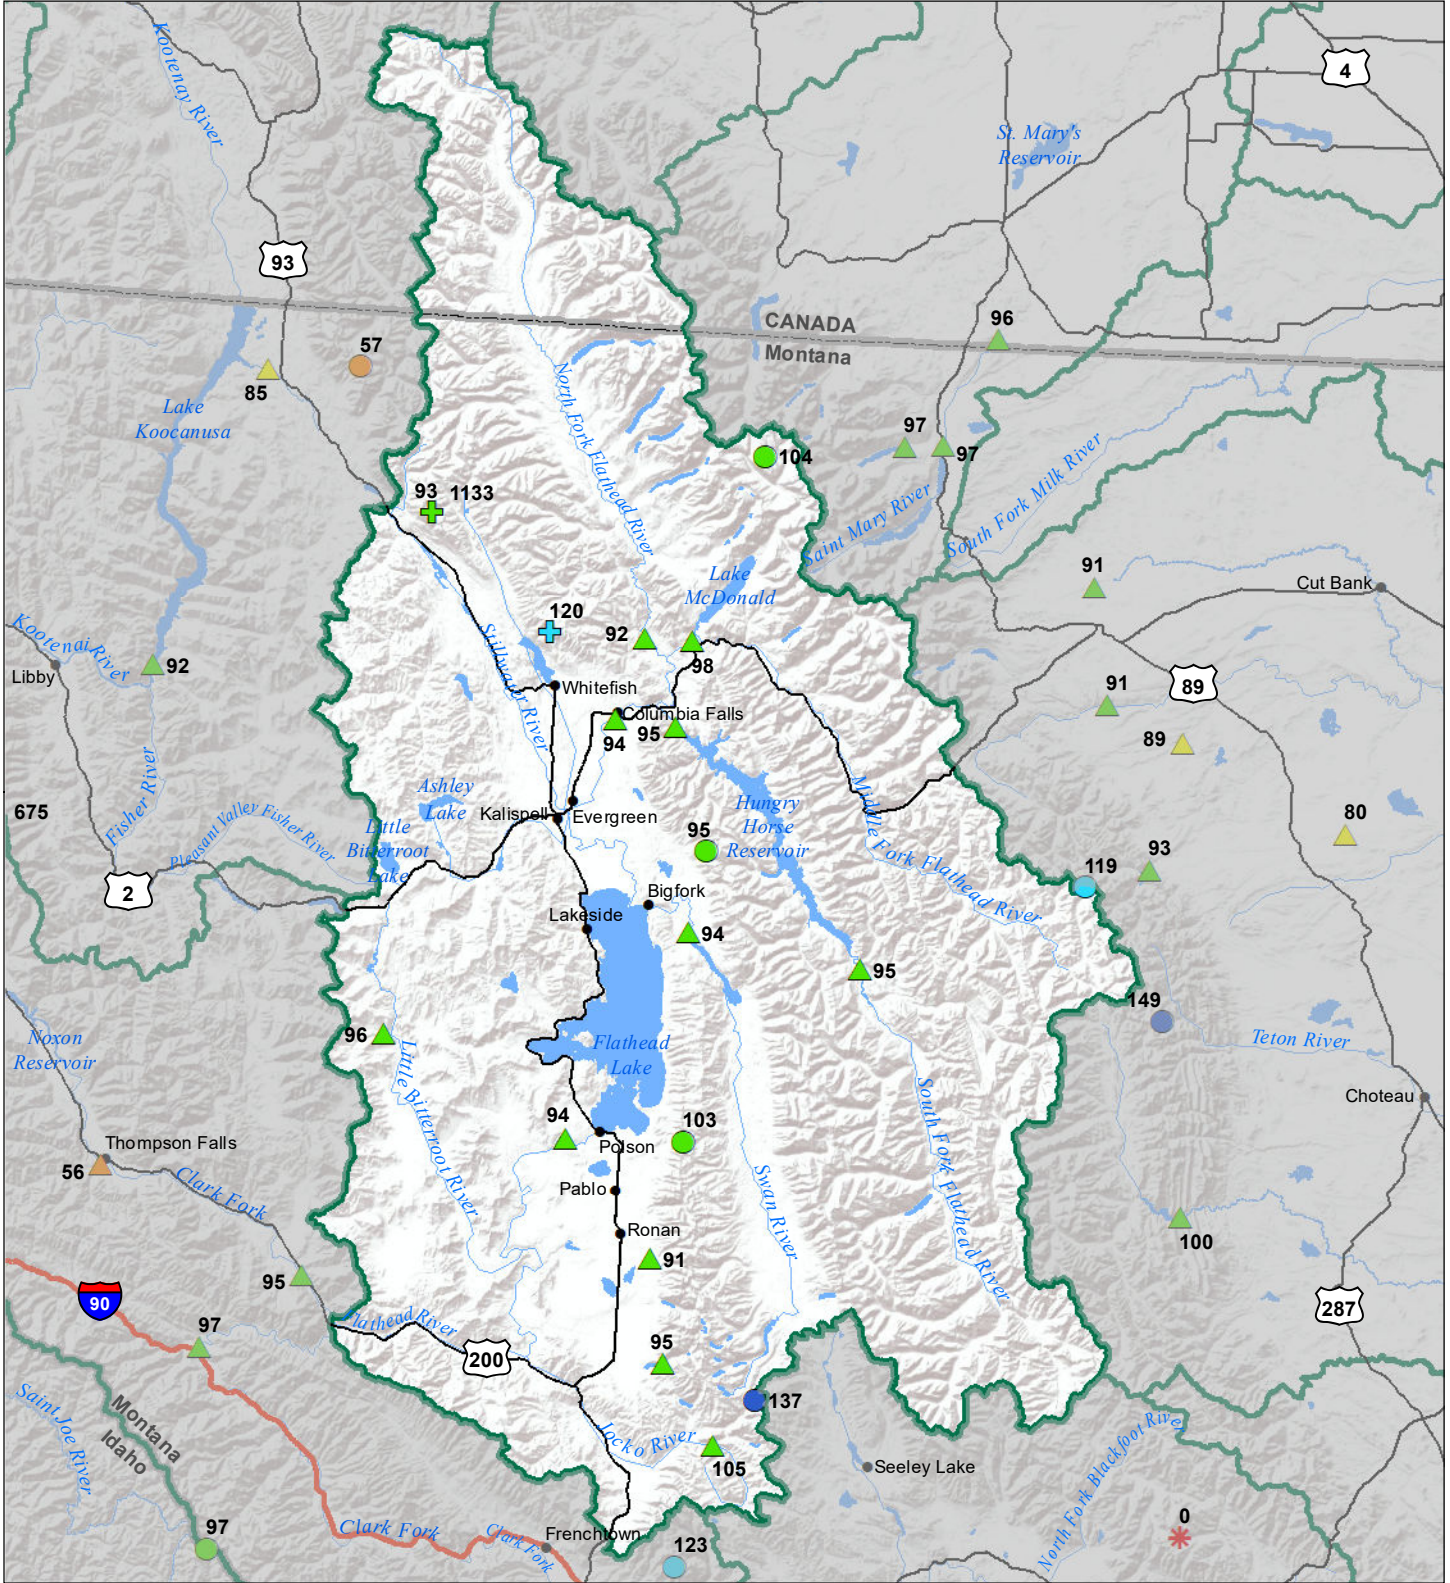 Kootenay River
4
St. Mary's
Reservoir
93
CANADA
Montana
96
57
85
Lake
Koocanusa
North Fork Flathead River
97
97
104
93
1133
Saint Mary River
South Fork Milk River
Lake
McDonald
91
Cut Bank
120
92
98
Kootenai River
Libby
92
Stillwater River
Whitefish
Columbia Falls
94
95
91
89
89
Fisher River
Ashley
Lake
Kalispell
Evergreen
Hungry
Horse
Reservoir
Middle Fork Flathead River
675
Pleasant Valley Fisher River
Little
Bitterroot
Lake
95
80
2
119
93
Bigfork
Lakeside
94
95
149
96
Noxon
Reservoir
Flathead
Lake
Teton River
Little Bitterroot River
South Fork Flathead River
Choteau
94
103
Polson
Thompson Falls
56
Clark Fork
Pablo
Swan River
Ronan
91
100
95
90
287
97
Flathead River
200
95
137
Saint Joe River
Montana
Idaho
Jocko River
105
Seeley Lake
North Fork Blackfoot River
0
97
Clark Fork
Clark Fork
Frenchtown
123